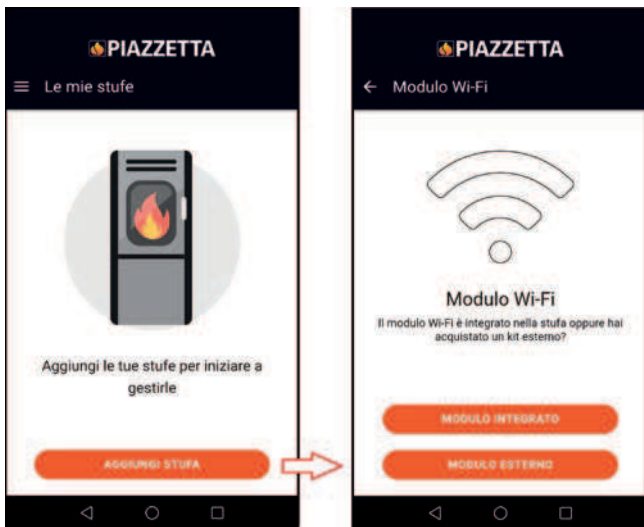 PIAZZETTA
Le mie stufe
Aggiungi le tue stufe per iniziare a
gestirle
AGGIUNGI STUFA
PIAZZETTA
Modulo Wi-Fi
Modulo Wi-Fi
Il modulo Wi-Fi è integrato nella stufa oppure hai
acquistato un kit esterno?
MODULO INTEGRATO
MODULO ESTERNO